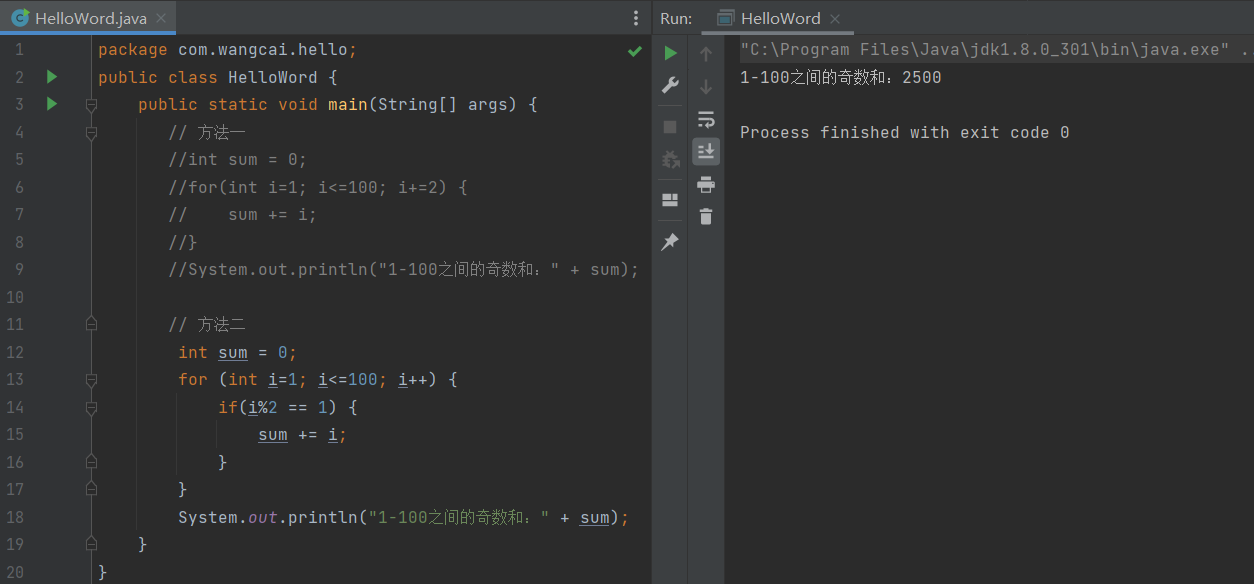 HelloWord.java
Run: HelloWord
1 package com.wangcai.hello;
2 public class HelloWord {
3 public static void main(String[] args) {
4 // 方法一
5 //int sum = 0;
6 //for(int i=1; i<=100; i+=2) {
7 //    sum += i;
8 //}
9 //System.out.println("1-100之间的奇数和：" + sum);
10
11 // 方法二
12 int sum = 0;
13 for (int i=1; i<=100; i++) {
14 if(i%2 == 1) {
15 sum += i;
16 }
17 }
18 System.out.println("1-100之间的奇数和：" + sum);
19 }
20 }
"C:\Program Files\Java\jdk1.8.0_301\bin\java.exe" .
1-100之间的奇数和：2500
Process finished with exit code 0